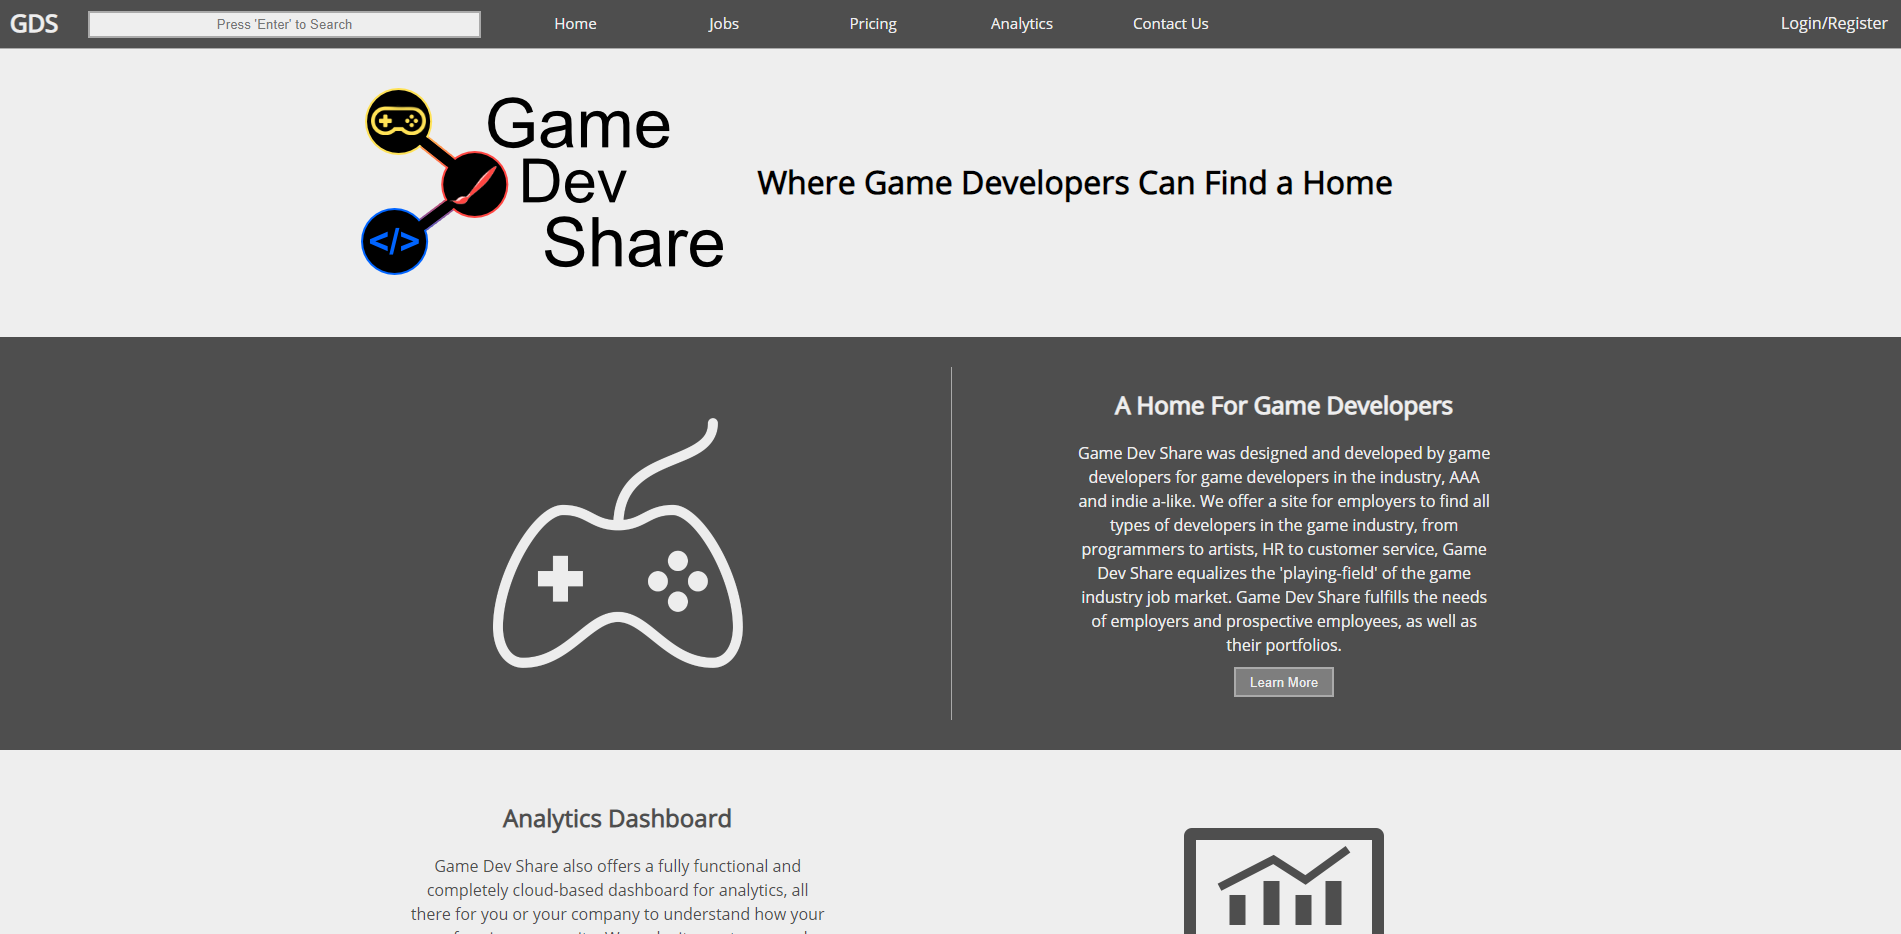 GDS
Press 'Enter' to Search
Home
Jobs
Pricing
Analytics
Contact Us
Login/Register
Game
Dev
Share
</>
Where Game Developers Can Find a Home
A Home For Game Developers
Game Dev Share was designed and developed by game
developers for game developers in the industry, AAA
and indie a-like. We offer a site for employers to find all
types of developers in the game industry, from
programmers to artists, HR to customer service, Game
Dev Share equalizes the 'playing-field' of the game
industry job market. Game Dev Share fulfills the needs
of employers and prospective employees, as well as
their portfolios.
Learn More
Analytics Dashboard
Game Dev Share also offers a fully functional and
completely cloud-based dashboard for analytics, all
there for you or your company to understand how your